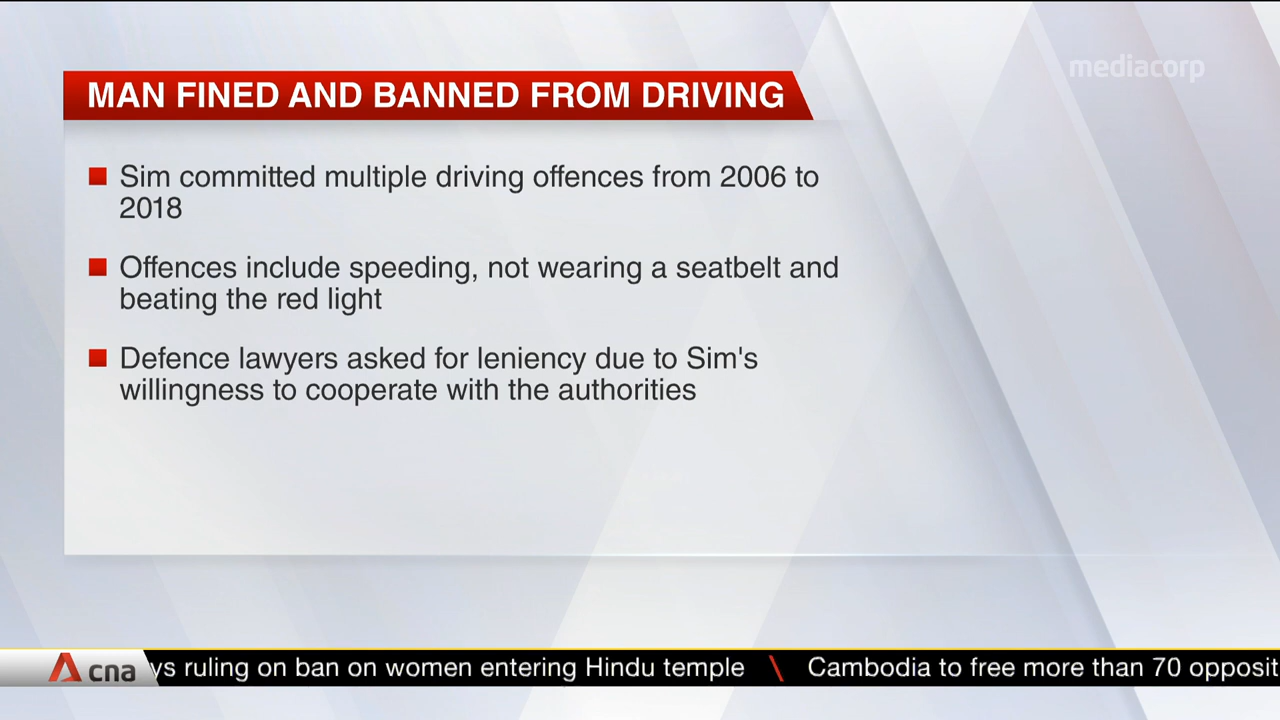 mediacorp
MAN FINED AND BANNED FROM DRIVING
Sim committed multiple driving offences from 2006 to
2018
Offences include speeding, not wearing a seatbelt and
beating the red light
Defence lawyers asked for leniency due to Sim's
willingness to cooperate with the authorities
cna
ys ruling on ban on women entering Hindu temple \ Cambodia to free more than 70 opposit